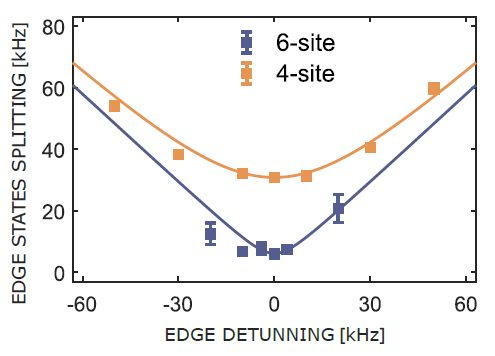 EDGE STATES SPLITTING [kHz]
80
60
40
20
0
6-site
4-site
-60
-30
0
30
60
EDGE DETUNNING [kHz]